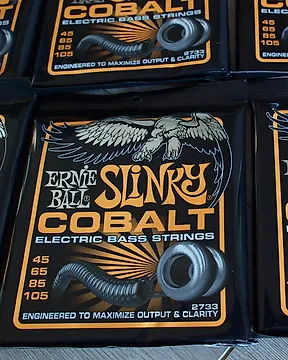 COBALT
ELECTRIC BASS STRINGS
45
65
85
105
2733
ENGINEERED TO MAXIMIZE OUTPUT & CLARITY
ERNIE BALL
SLINKY
COBALT
ELECTRIC BASS STRINGS
45
65
85
105
2733
ENGINEERED TO MAXIMIZE OUTPUT & CLARITY